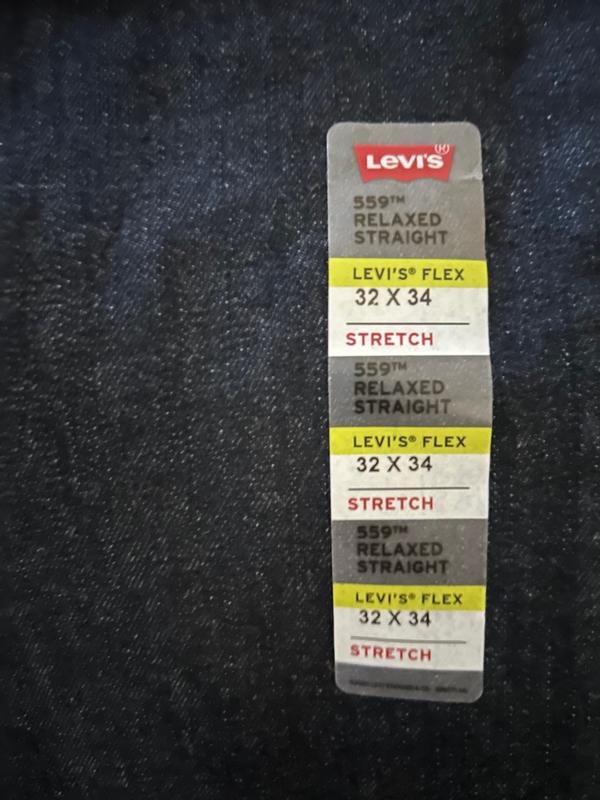 Levi's®
559™
RELAXED
STRAIGHT
LEVI'S® FLEX
32 X 34
STRETCH
559™
RELAXED
STRAIGHT
LEVI'S® FLEX
32 X 34
STRETCH
559™
RELAXED
STRAIGHT
LEVI'S® FLEX
32 X 34
STRETCH